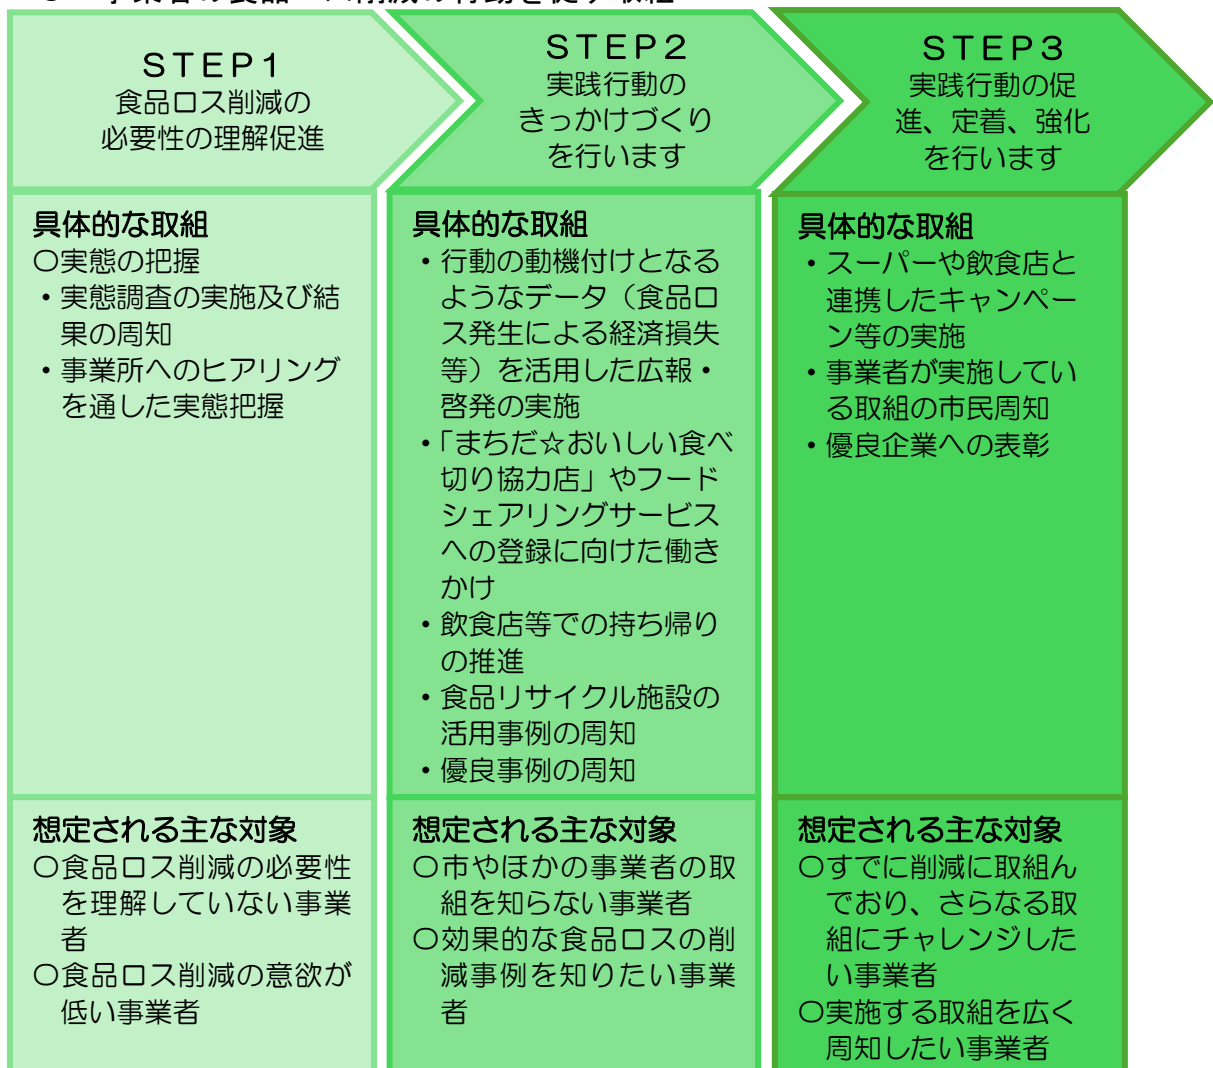 ＳＴＥＰ１
食品ロス削減の
必要性の理解促進
具体的な取組
〇実態の把握
・実態調査の実施及び結
果の周知
・事業所へのヒアリング
を通した実態把握
想定される主な対象
〇食品ロス削減の必要性
を理解していない事業
者
〇食品ロス削減の意欲が
低い事業者
ＳＴＥＰ２
実践行動の
きっかけづくり
を行います
具体的な取組
・行動の動機付けとなる
ようなデータ（食品ロ
ス発生による経済損失
等）を活用した広報・
啓発の実施
・「まちだ☆おいしい食べ
切り協力店」やフード
シェアリングサービス
への登録に向けた働き
かけ
・飲食店等での持ち帰り
の推進
・食品リサイクル施設の
活用事例の周知
・優良事例の周知
想定される主な対象
〇市やほかの事業者の取
組を知らない事業者
〇効果的な食品ロスの削
減事例を知りたい事業
者
ＳＴＥＰ３
実践行動の促
進、定着、強化
を行います
具体的な取組
・スーパーや飲食店と
連携したキャンペー
ン等の実施
・事業者が実施してい
る取組の市民周知
・優良企業への表彰
想定される主な対象
〇すでに削減に取組ん
でおり、さらなる取
組にチャレンジした
い事業者
〇実施する取組を広く
周知したい事業者